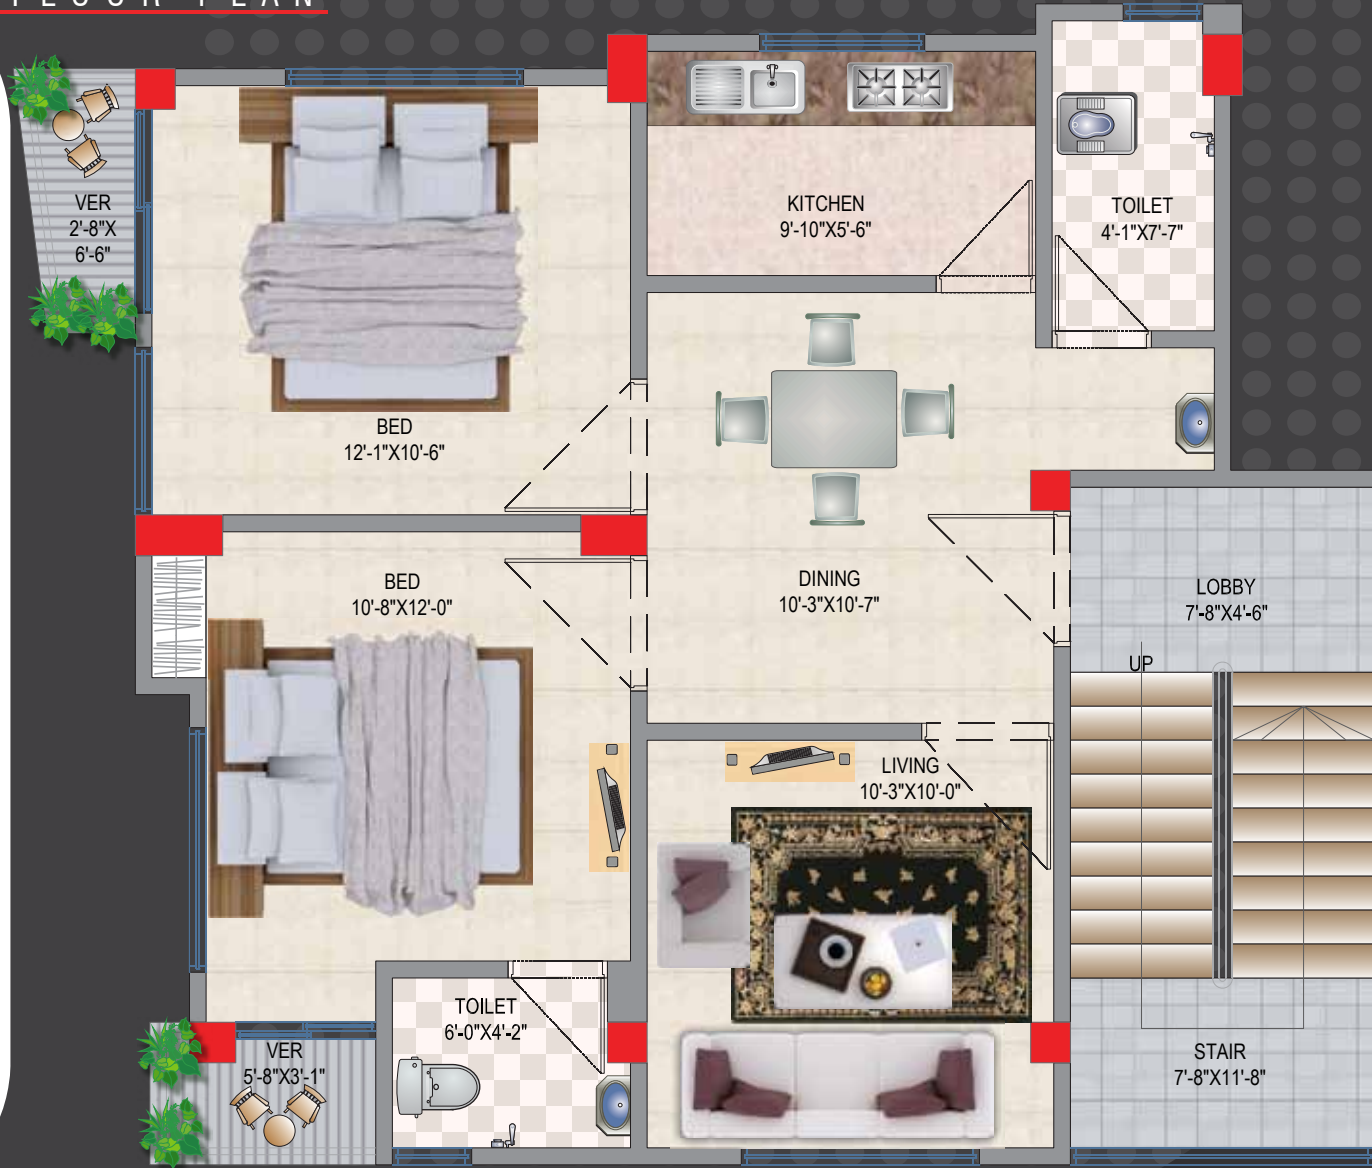 FLOOR PLAN
VER
2'-8"X
6'-6"
KITCHEN
9'-10"X5'-6"
TOILET
4'-1"X7'-7"
BED
12'-1"X10'-6"
BED
10'-8"X12'-0"
DINING
10'-3"X10'-7"
LOBBY
7'-8"X4'-6"
UP
LIVING
10'-3"X10'-0"
TOILET
6'-0"X4'-2"
VER
5'-8"X3'-1"
STAIR
7'-8"X11'-8"